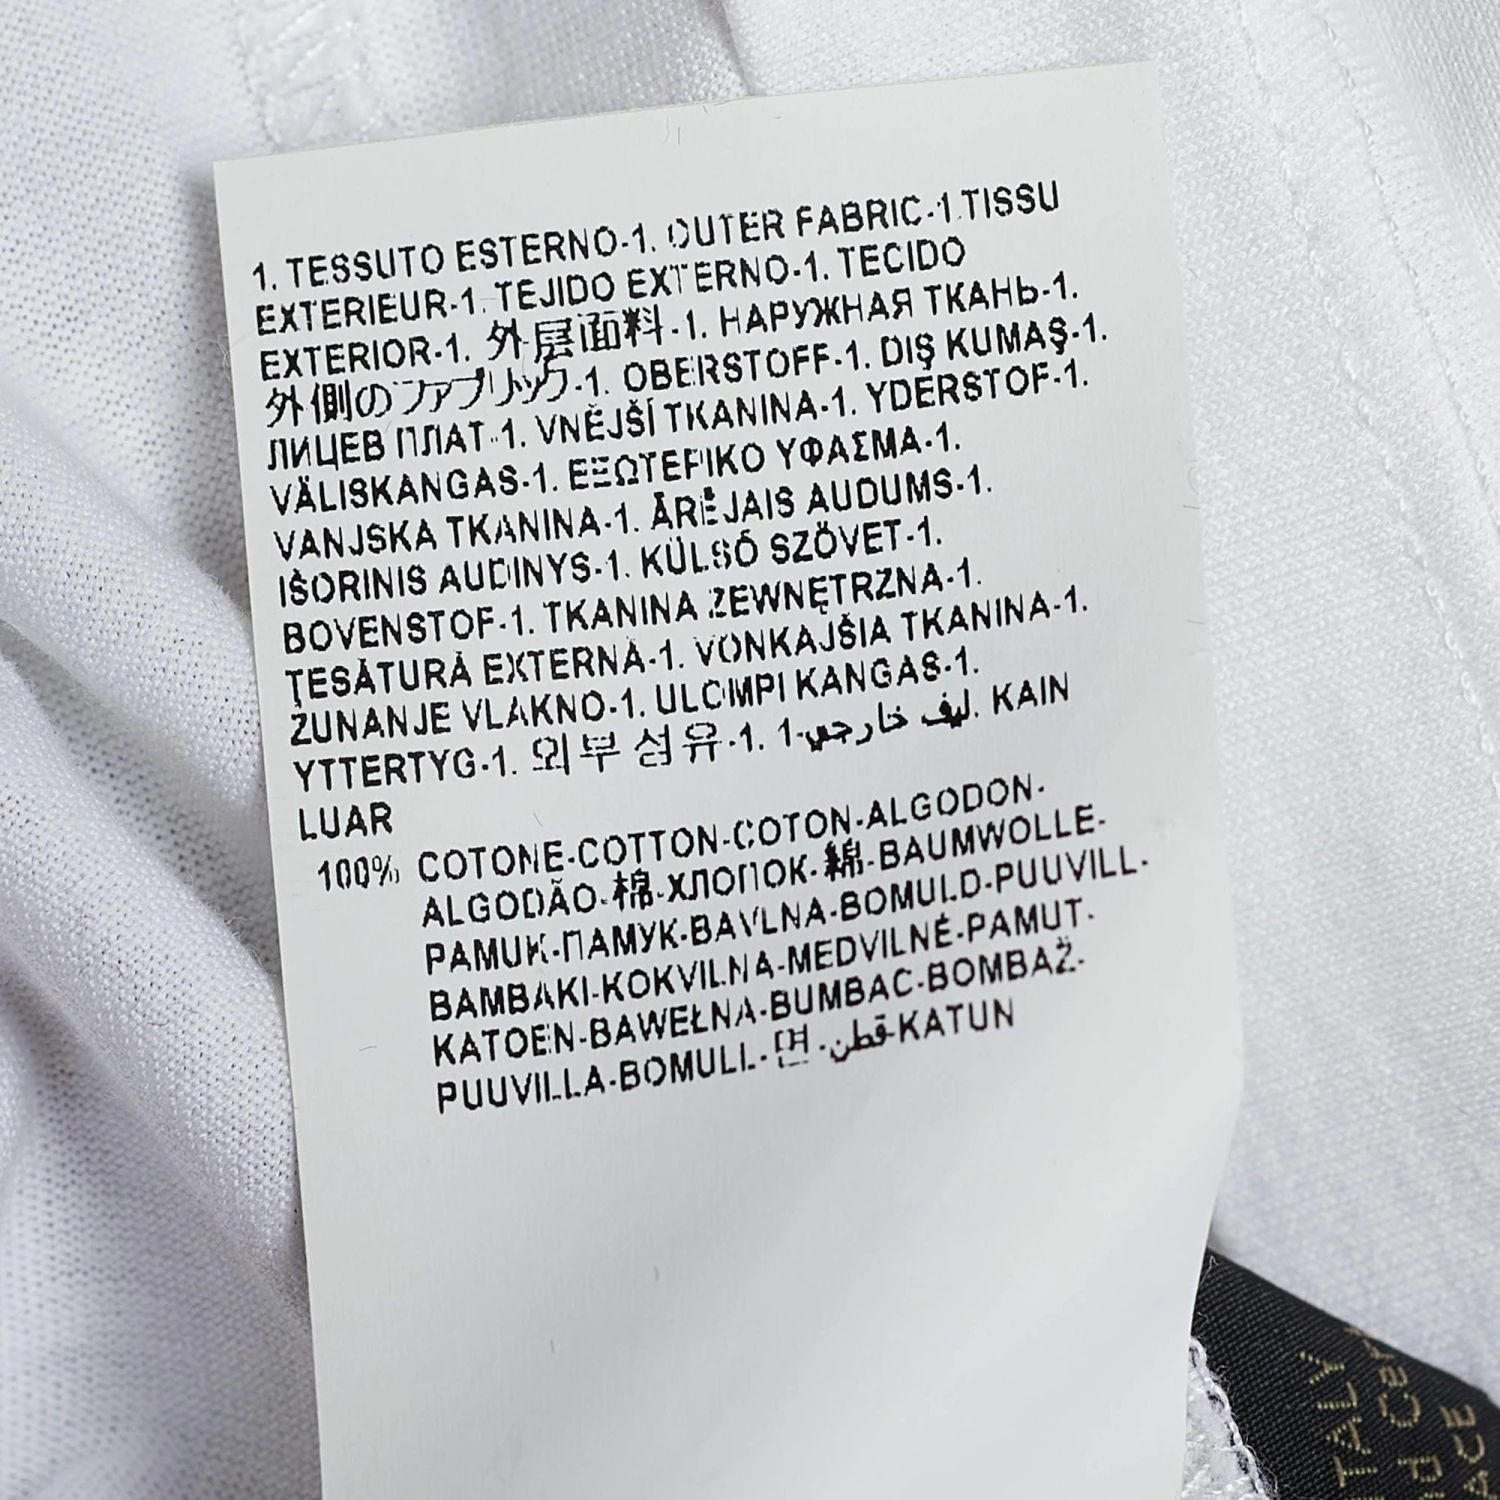 1. TESSUTO ESTERNO-1. OUTER FABRIC-1.TISSU
EXTERIEUR-1. TEJIDO EXTERNO-1. TECIDO
EXTERIOR-1. 外层面料-1. НАРУЖНАЯ ТКАНЬ-1.
外側のファブリック-1. OBERSTOFF-1. DIŞ KUMAŞ-1.
ЛИЦЕВ ПЛАТ-1. VNĚJŠÍ TKANINA-1. YDERSTOF-1.
VÄLISKANGAS-1. ΕΞΩΤΕΡΙΚΟ ΥΦΑΣΜΑ-1.
VANJSKA TKANINA-1. ĀRĒJAIS AUDUMS-1.
IŠORINIS AUDINYS-1. KÜLSŐ SZÖVET-1.
BOVENSTOF-1. TKANINA ZEWNĘTRZNA-1.
ŢESĂTURĂ EXTERNĂ-1. VONKAJŠIA TKANINA-1.
ZUNANJE VLAKNO-1. ULOMPI KANGAS-1.
YTTERTYG-1. 외부 섬유-1. ليف خارجي-1. KAIN
LUAR
100% COTONE-COTTON-COTON-ALGODON-
ALGODÃO-棉-ХЛОПОК-綿-BAUMWOLLE-
PAMUK-ПАМУК-BAVLNA-BOMULD-PUUVILL-
BAMBAKI-KOKVILNA-MEDVILNÉ-PAMUT-
KATOEN-BAWEŁNA-BUMBAC-BOMBAŽ-
PUUVILLA-BOMULL-면-قطن-KATUN
ITALY